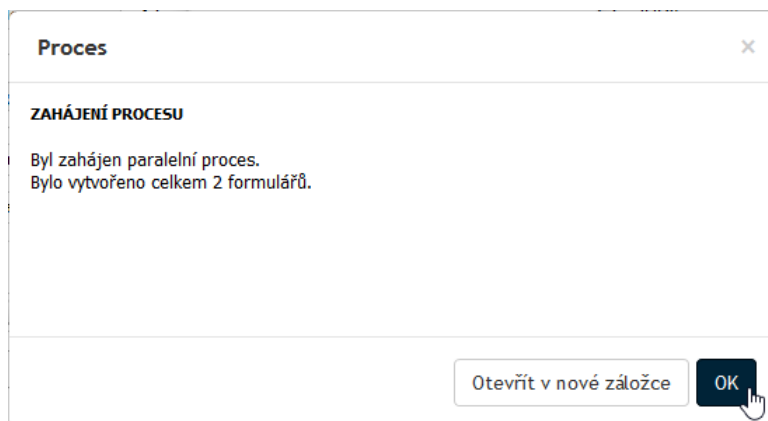 Proces
ZAHÁJENÍ PROCESU
Byl zahájen paralelní proces.
Bylo vytvořeno celkem 2 formulářů.
Otevřít v nové záložce
OK